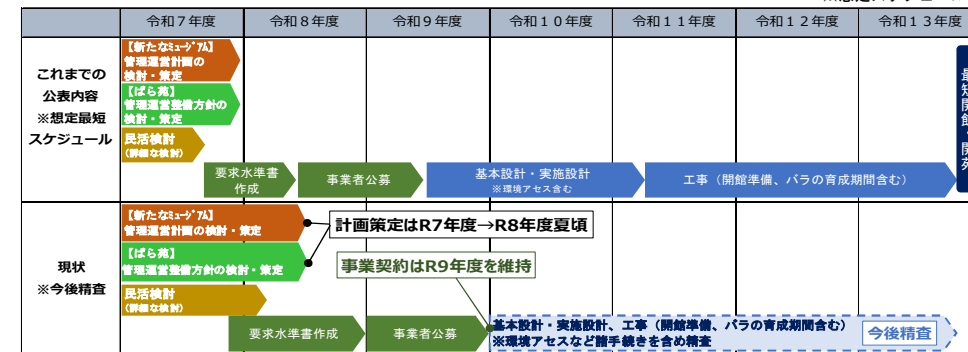 令和７年度 令和８年度 令和９年度 令和１０年度 令和１１年度 令和１２年度 令和１３年度
これまでの
公表内容
※想定最短
スケジュール
【新たなﾐｭｰｼﾞｱﾑ】
管理運営計画の
検討・策定
【ばら苑】
管理運営整備方針の
検討・策定
民活検討
（詳細な検討）
要求水準書
作成
事業者公募
基本設計・実施設計
※環境アセス含む
工事（開館準備、バラの育成期間含む）
最短開館・開苑
現状
※今後精査
【新たなﾐｭｰｼﾞｱﾑ】
管理運営計画の検討・策定
計画策定はR7年度→R8年度夏頃
【ばら苑】
管理運営整備方針の検討・策定
事業契約はR9年度を維持
民活検討
（詳細な検討）
要求水準書作成
事業者公募
基本設計・実施設計、工事（開館準備、バラの育成期間含む）
※環境アセスなど諸手続きを含め精査
今後精査